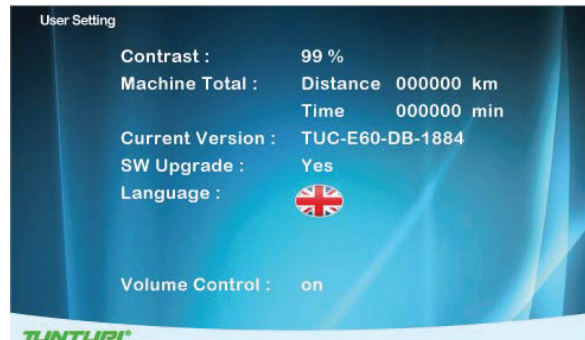 User Setting
Contrast : 99 %
Machine Total : Distance 000000 km
Time 000000 min
Current Version : TUC-E60-DB-1884
SW Upgrade : Yes
Language :
Volume Control : on
TUNTURI®